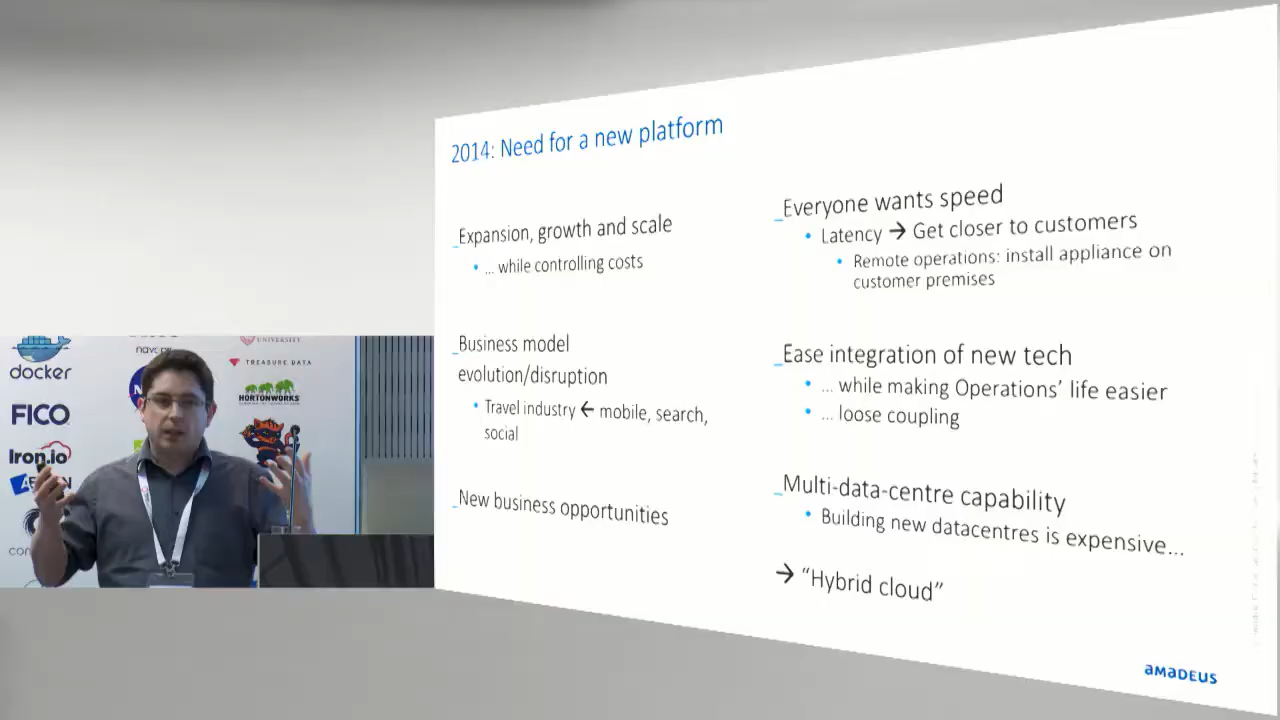 2014: Need for a new platform
_Expansion, growth and scale
• ... while controlling costs
_Business model
evolution/disruption
• Travel industry ← mobile, search,
social
_New business opportunities
_Everyone wants speed
• Latency → Get closer to customers
• Remote operations: install appliance on
customer premises
_Ease integration of new tech
• ... while making Operations’ life easier
• ... loose coupling
_Multi-data-centre capability
• Building new datacentres is expensive...
→ “Hybrid cloud”
amaDEUS
docker
FICO
Iron.io
UNIVERSITY
TREASURE DATA
HORTONWORKS